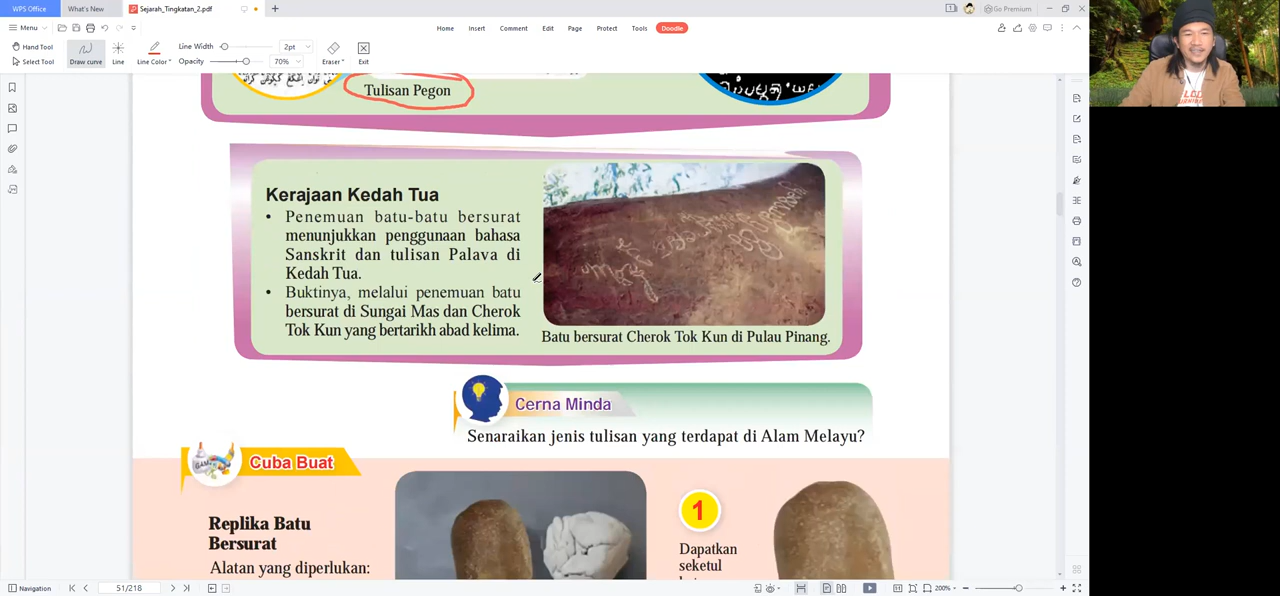 WPS Office
What's New
Sejarah_Tingkatan_2.pdf
Go Premium
Menu
Home
Insert
Comment
Edit
Page
Protect
Tools
Doodle
Hand Tool
Select Tool
Draw curve
Line
Line Color
Line Width
2pt
Opacity
70%
Eraser
Exit
Tulisan Pegon
Kerajaan Kedah Tua
• Penemuan batu-batu bersurat
menunjukkan penggunaan bahasa
Sanskrit dan tulisan Palava di
Kedah Tua.
• Buktinya, melalui penemuan batu
bersurat di Sungai Mas dan Cherok
Tok Kun yang bertarikh abad kelima.
Batu bersurat Cherok Tok Kun di Pulau Pinang.
Cerna Minda
Senaraikan jenis tulisan yang terdapat di Alam Melayu?
Cuba Buat
Replika Batu
Bersurat
Alatan yang diperlukan:
1
Dapatkan
seketul
Navigation
51/218
200%